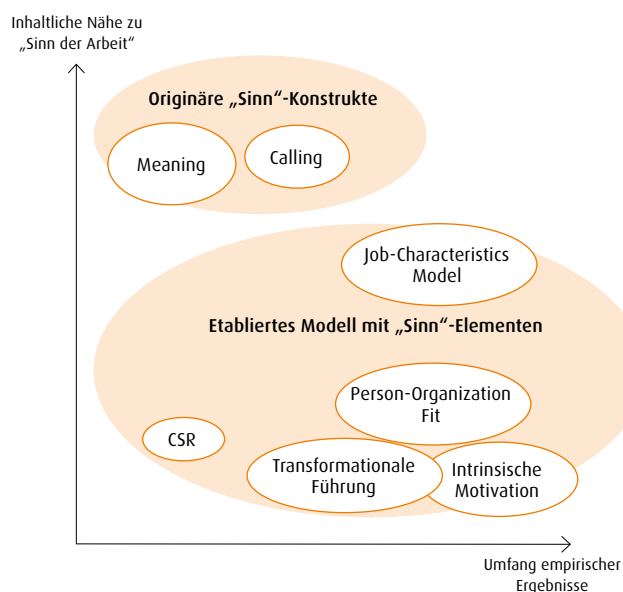 Inhaltliche Nähe zu
„Sinn der Arbeit“
Originäre „Sinn“-Konstrukte
Meaning
Calling
Job-Characteristics
Model
Etabliertes Modell mit „Sinn“-Elementen
Person-Organization
Fit
CSR
Transformationale
Führung
Intrinsische
Motivation
Umfang empirischer
Ergebnisse